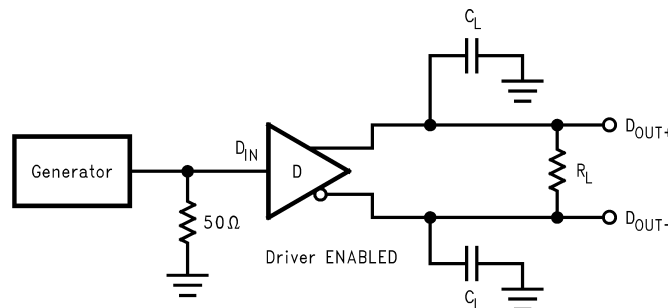 C_L
D_OUT+
Generator
D_IN
D
R_L
50Ω
D_OUT-
Driver ENABLED
C_L